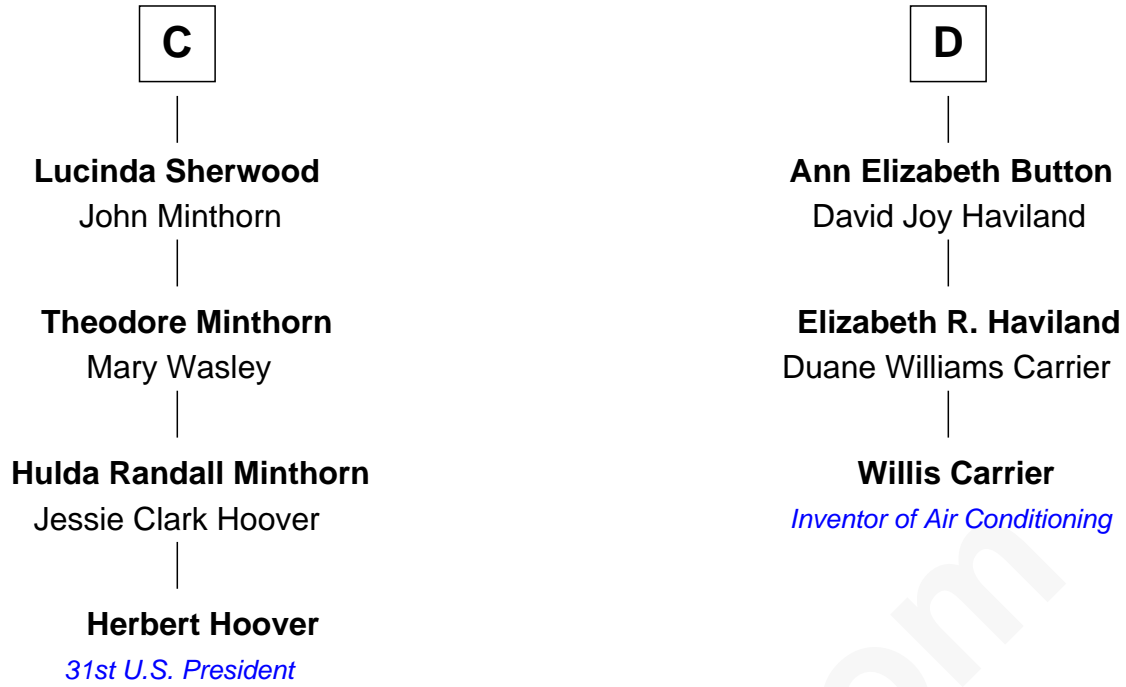 C
Lucinda Sherwood
John Minthorn
Theodore Minthorn
Mary Wasley
Hulda Randall Minthorn
Jessie Clark Hoover
Herbert Hoover
31st U.S. President
D
Ann Elizabeth Button
David Joy Haviland
Elizabeth R. Haviland
Duane Williams Carrier
Willis Carrier
Inventor of Air Conditioning
om